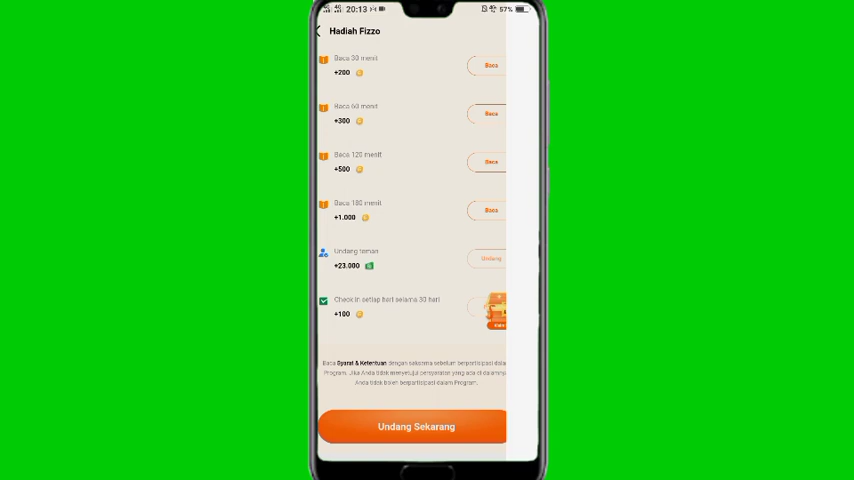 20:13
57%
Hadiah Fizzo
Baca 30 menit
+200
Baca
Baca 60 menit
+300
Baca
Baca 120 menit
+500
Baca
Baca 180 menit
+1.000
Baca
Undang teman
+23.000
Undang
Check in setiap hari selama 30 hari
+100
Baca Syarat & Ketentuan dengan seksama sebelum berpartisipasi
Program. Jika Anda tidak menyetujui persyaratan yang ada di dalamnya
Anda tidak boleh berpartisipasi dalam Program.
Undang Sekarang